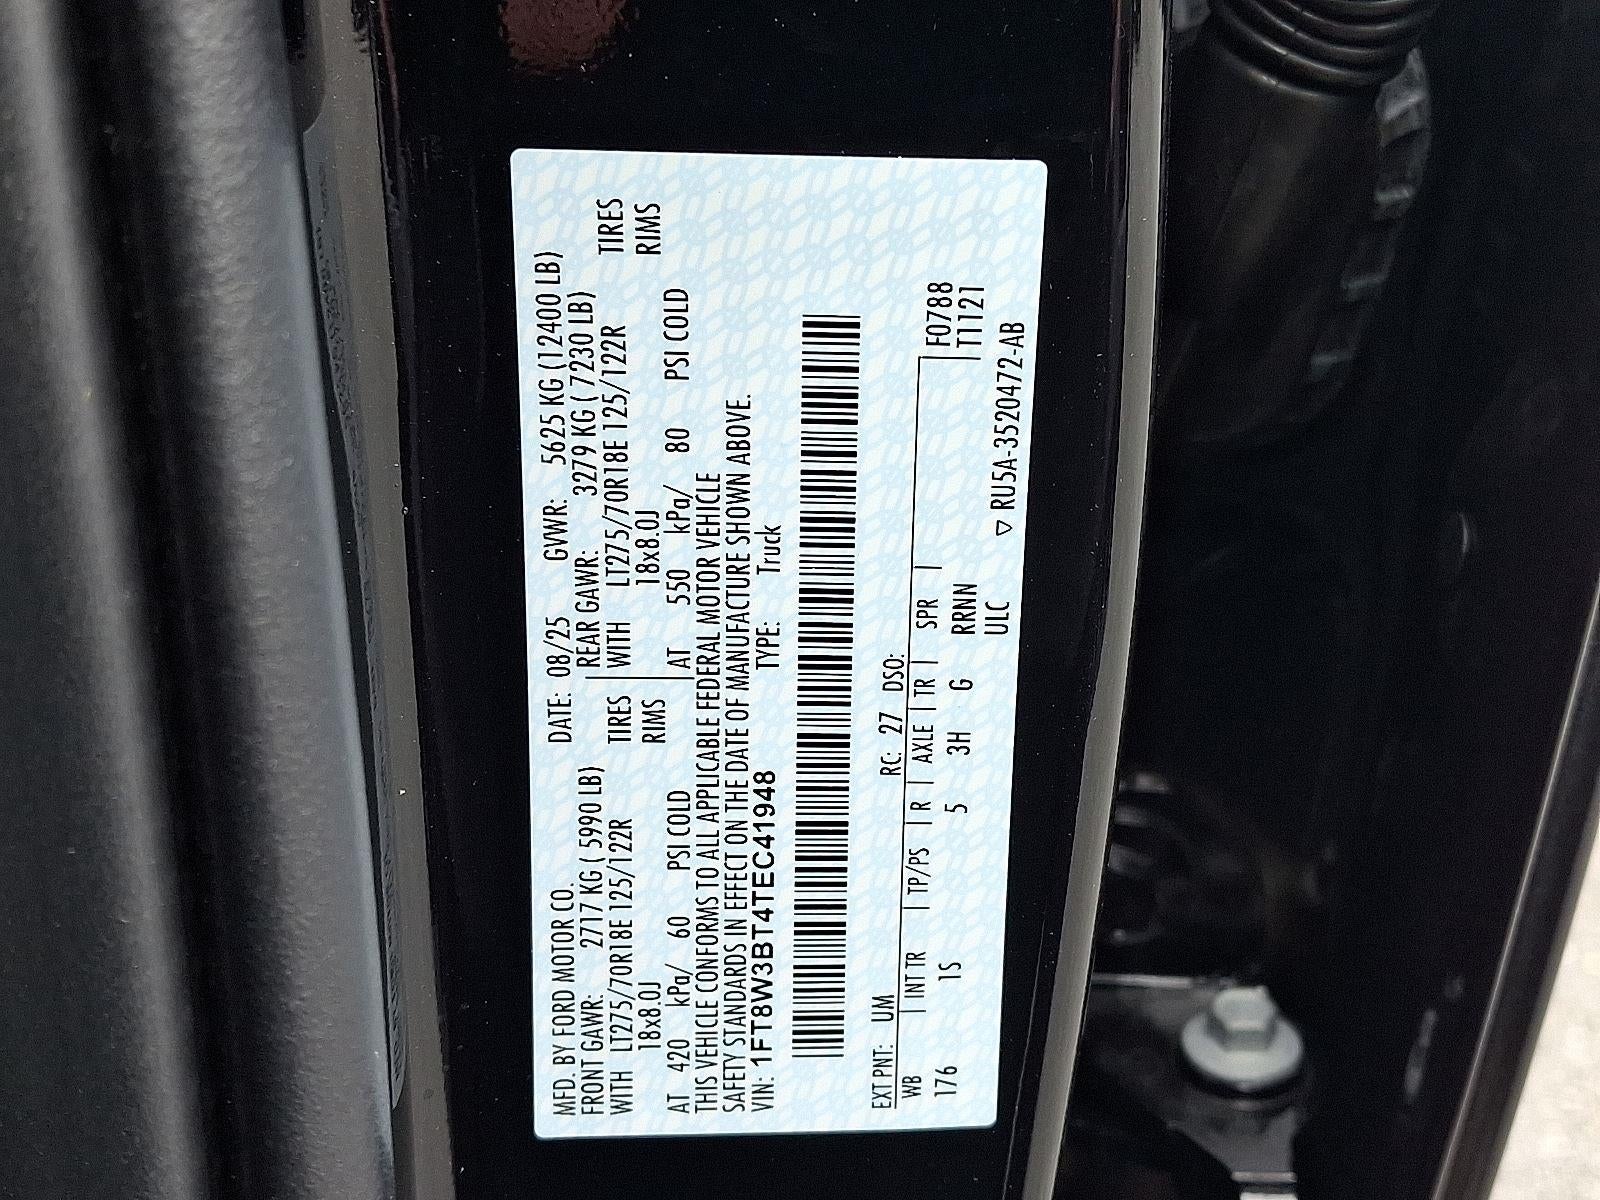 MFD. BY FORD MOTOR CO. DATE: 08/25 GVWR: 5625 KG (12400 LB)
FRONT GAWR: 2717 KG ( 5990 LB) REAR GAWR: 3279 KG ( 7230 LB)
WITH LT275/70R18E 125/122R TIRES WITH LT275/70R18E 125/122R TIRES
18x8.0J RIMS 18x8.0J RIMS
AT 420 kPa/ 60 PSI COLD AT 550 kPa/ 80 PSI COLD
THIS VEHICLE CONFORMS TO ALL APPLICABLE FEDERAL MOTOR VEHICLE
SAFETY STANDARDS IN EFFECT ON THE DATE OF MANUFACTURE SHOWN ABOVE.
VIN: 1FT8W3BT4TEC41948 TYPE: Truck
EXT PNT: UM RC: 27 DSO:
WB | INT TR | TP/PS | R | AXLE | TR | SPR | F0788
176 1S 5 3H G RRNN T1121
ULC
▽ RU5A-3520472-AB